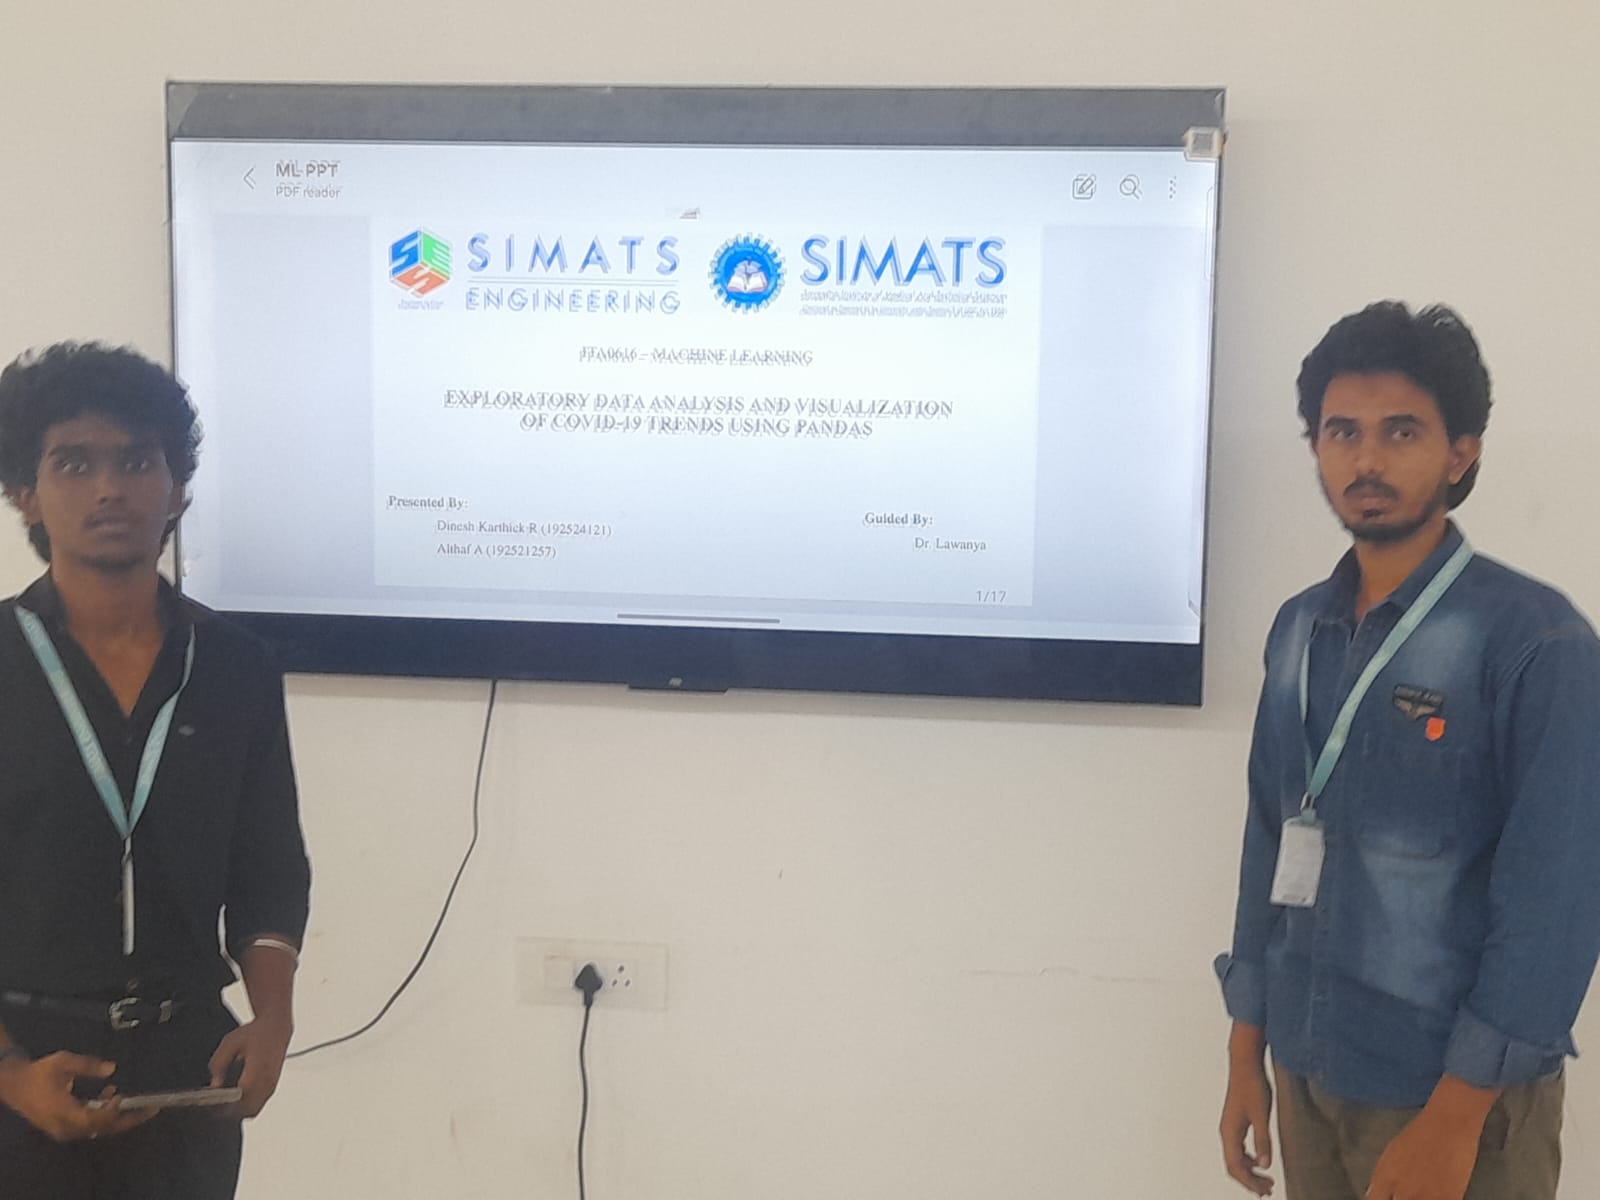 ML PPT
PDF reader
SIMATS
ENGINEERING
SIMATS
ITA0616 – MACHINE LEARNING
EXPLORATORY DATA ANALYSIS AND VISUALIZATION
OF COVID-19 TRENDS USING PANDAS
Presented By:
Dinesh Karthick R (192524121)
Althaf A (192521257)
Guided By:
Dr. Lawanya
1/17